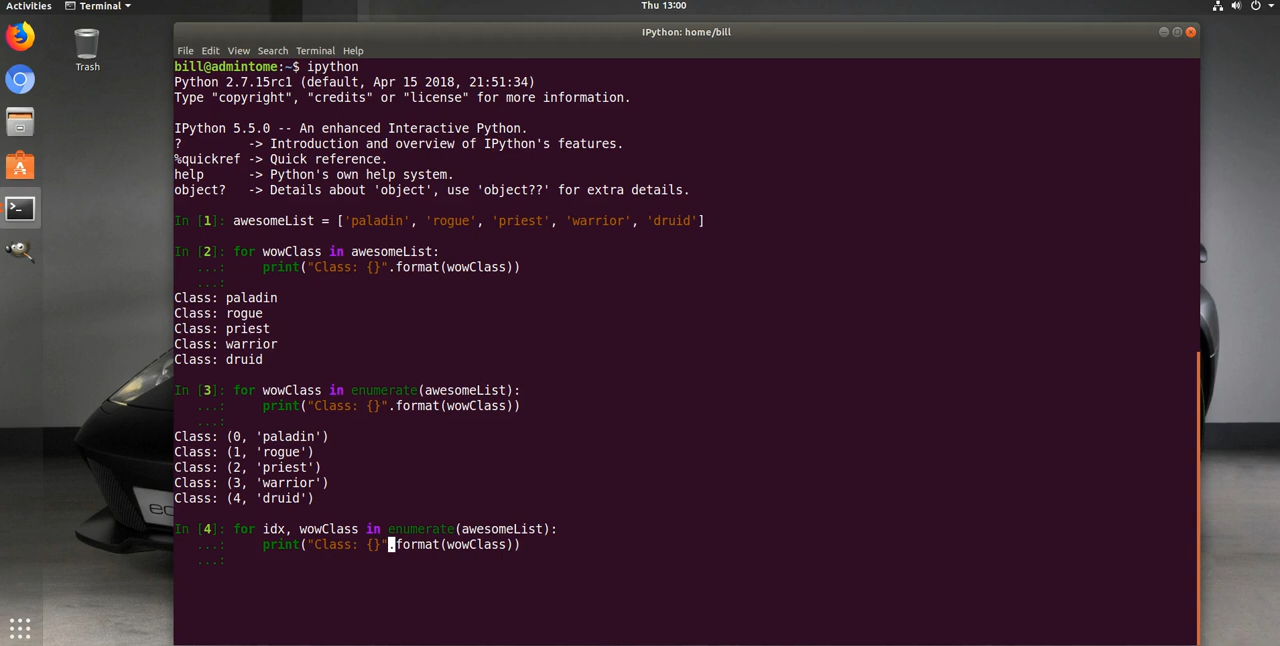 Activities Terminal Thu 13:00
Trash
IPython: home/bill
File Edit View Search Terminal Help
bill@admintome:~$ ipython
Python 2.7.15rc1 (default, Apr 15 2018, 21:51:34)
Type "copyright", "credits" or "license" for more information.
IPython 5.5.0 -- An enhanced Interactive Python.
? -> Introduction and overview of IPython's features.
%quickref -> Quick reference.
help -> Python's own help system.
object? -> Details about 'object', use 'object??' for extra details.
In [1]: awesomeList = ['paladin', 'rogue', 'priest', 'warrior', 'druid']
In [2]: for wowClass in awesomeList:
...: print("Class: {}".format(wowClass))
...:
Class: paladin
Class: rogue
Class: priest
Class: warrior
Class: druid
In [3]: for wowClass in enumerate(awesomeList):
...: print("Class: {}".format(wowClass))
...:
Class: (0, 'paladin')
Class: (1, 'rogue')
Class: (2, 'priest')
Class: (3, 'warrior')
Class: (4, 'druid')
In [4]: for idx, wowClass in enumerate(awesomeList):
...: print("Class: {}".format(wowClass))
...: